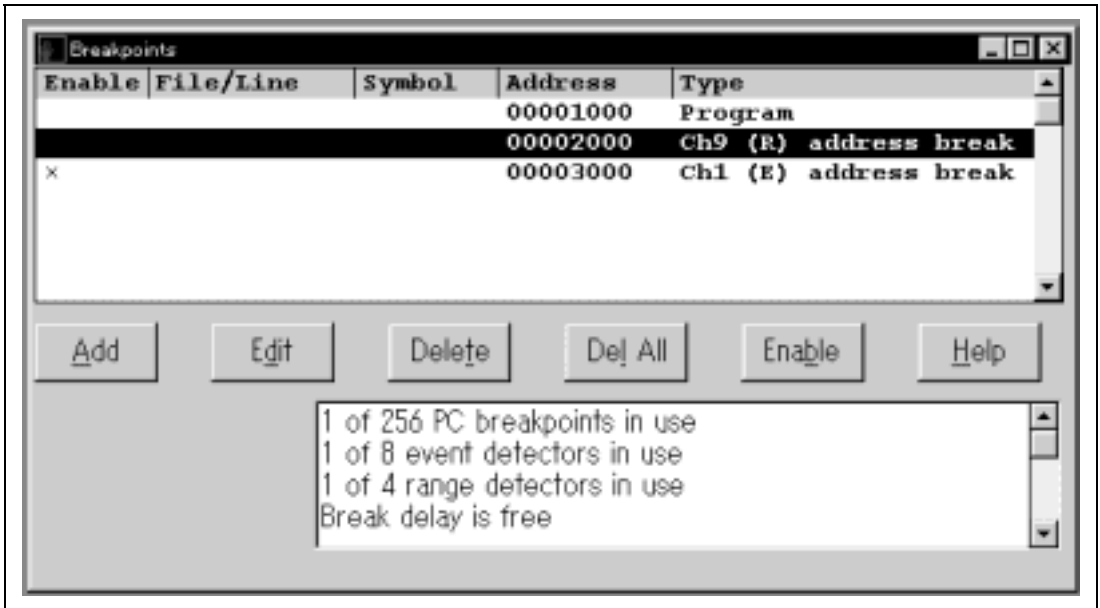 Breakpoints
Enable File/Line Symbol Address Type
00001000 Program
00002000 Ch9 (R) address break
× 00003000 Ch1 (E) address break
Add Edit Delete Del All Enable Help
1 of 256 PC breakpoints in use
1 of 8 event detectors in use
1 of 4 range detectors in use
Break delay is free